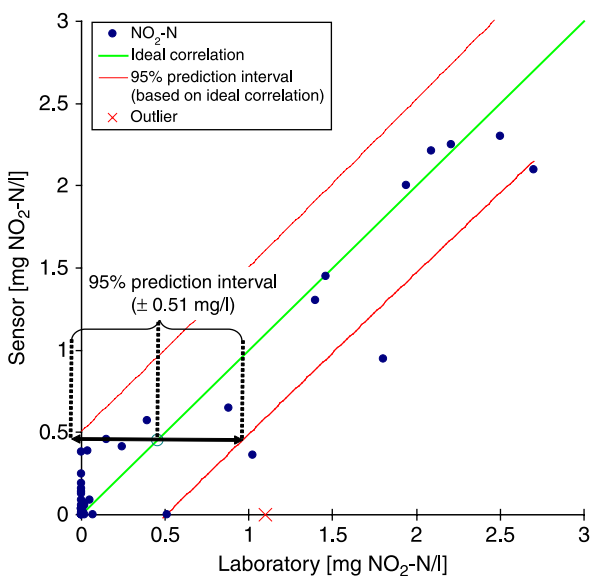 NO₂-N
Ideal correlation
95% prediction interval
(based on ideal correlation)
Outlier
95% prediction interval
(± 0.51 mg/l)
Sensor [mg NO₂-N/l]
3
2.5
2
1.5
1
0.5
0
0
0.5
1
1.5
2
2.5
3
Laboratory [mg NO₂-N/l]